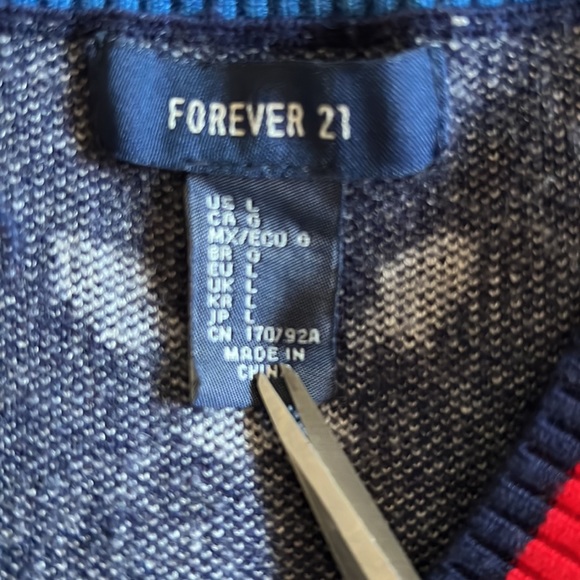 FOREVER 21
US L
CA G
MX/ECO G
BR G
EU L
UK L
KR L
JP L
CN 170/92A
MADE IN
CHINA